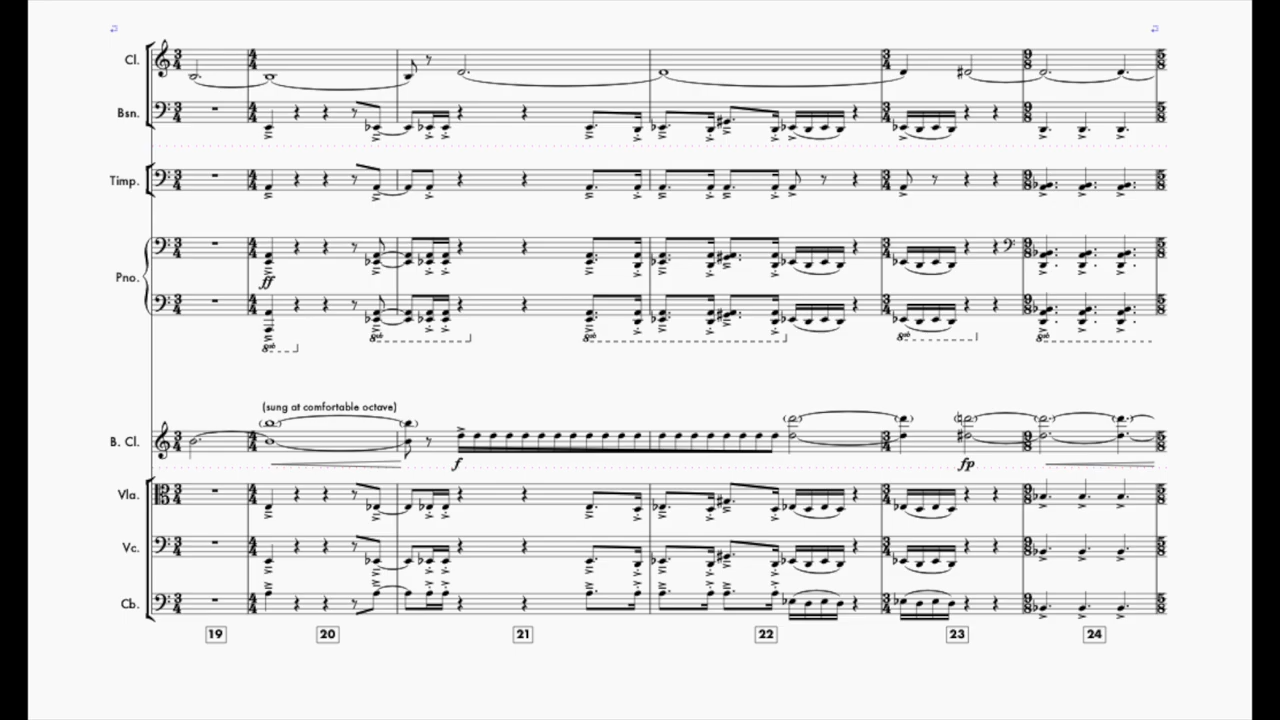 Cl.
Bsn.
Timp.
Pno.
ff
8vb
8vb
8vb
8vb
8vb
(sung at comfortable octave)
B. Cl.
f
fp
Vla.
Vc.
Cb.
19 20 21 22 23 24